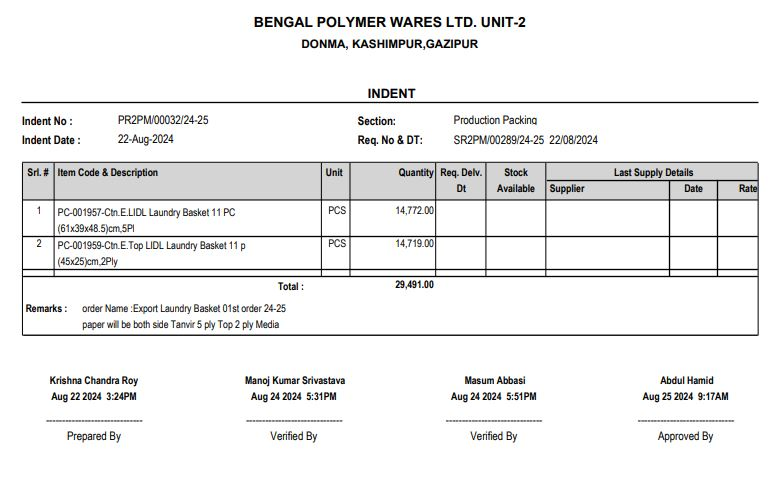 BENGAL POLYMER WARES LTD. UNIT-2
DONMA, KASHIMPUR,GAZIPUR
INDENT
Indent No : PR2PM/00032/24-25 Section: Production Packing
Indent Date : 22-Aug-2024 Req. No & DT: SR2PM/00289/24-25 22/08/2024
Srl. # Item Code & Description Unit Quantity Req. Delv. Dt Stock Available Last Supply Details
Supplier Date Rate
1 PC-001957-Ctn.E.LIDL Laundry Basket 11 PC PCS 14,772.00
(61x39x48.5)cm,5Pl
2 PC-001959-Ctn.E.Top LIDL Laundry Basket 11 p PCS 14,719.00
(45x25)cm,2Ply
Total : 29,491.00
Remarks : order Name :Export Laundry Basket 01st order 24-25
paper will be both side Tanvir 5 ply Top 2 ply Media
Krishna Chandra Roy Manoj Kumar Srivastava Masum Abbasi Abdul Hamid
Aug 22 2024 3:24PM Aug 24 2024 5:31PM Aug 24 2024 5:51PM Aug 25 2024 9:17AM
Prepared By Verified By Verified By Approved By